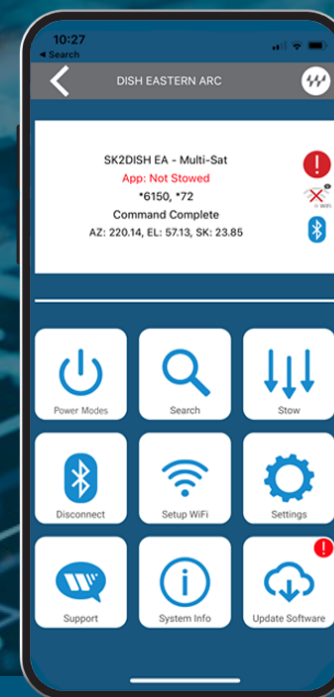 10:27
◀ Search
DISH EASTERN ARC
SK2DISH EA - Multi-Sat
App: Not Stowed
*6150, *72
Command Complete
AZ: 220.14, EL: 57.13, SK: 23.85
WiFi
Power Modes
Search
Stow
Disconnect
Setup WiFi
Settings
Support
System Info
Update Software